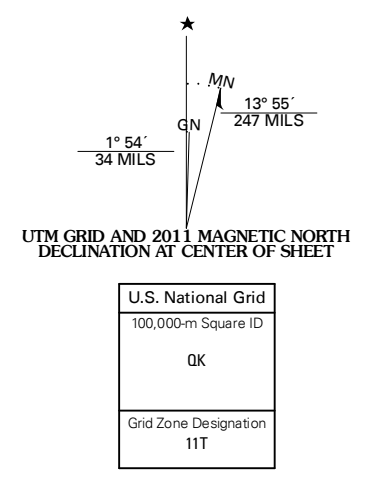 ★
MN
GN
13° 55´
247 MILS
1° 54´
34 MILS
UTM GRID AND 2011 MAGNETIC NORTH
DECLINATION AT CENTER OF SHEET
U.S. National Grid
100,000-m Square ID
QK
Grid Zone Designation
11T